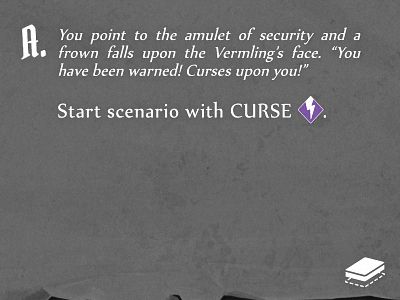 A. You point to the amulet of security and a
frown falls upon the Vermling's face. “You
have been warned! Curses upon you!”
Start scenario with CURSE .